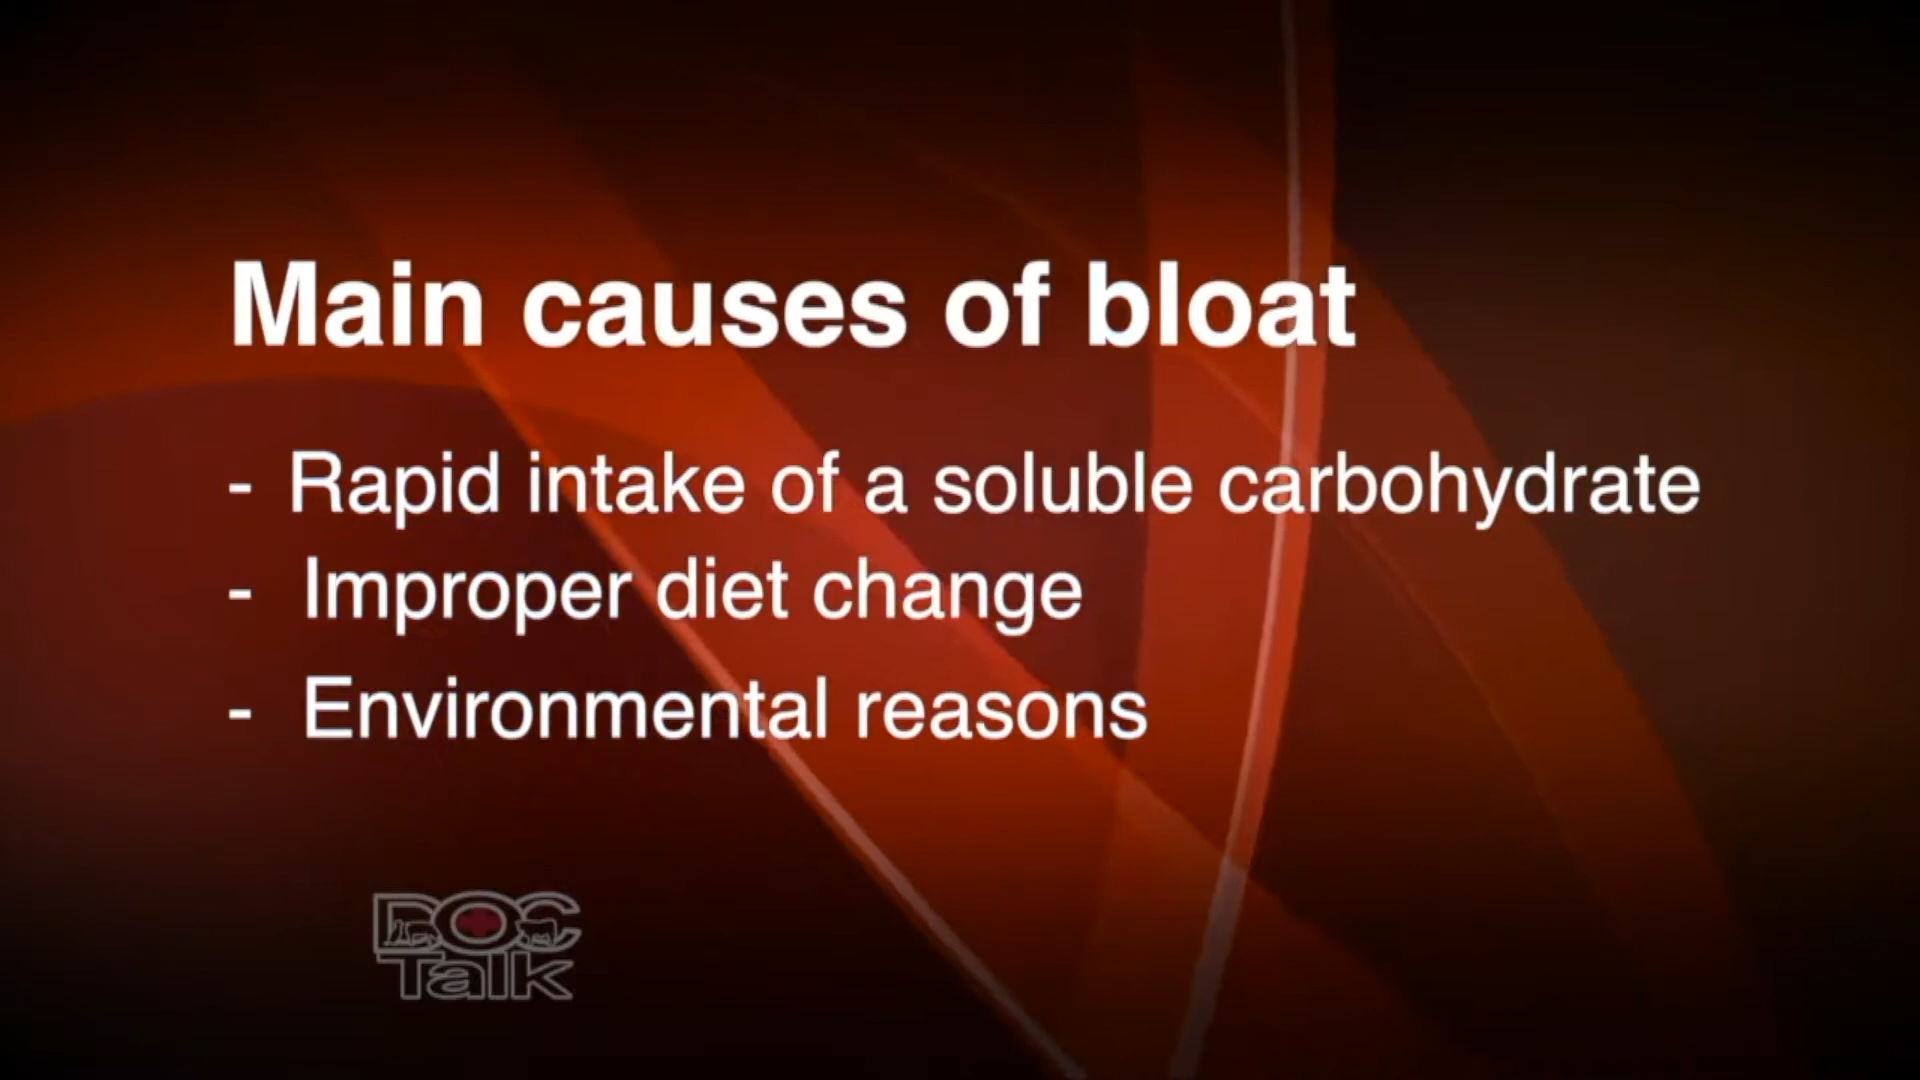 Main causes of bloat
- Rapid intake of a soluble carbohydrate
- Improper diet change
- Environmental reasons
DOC
Talk